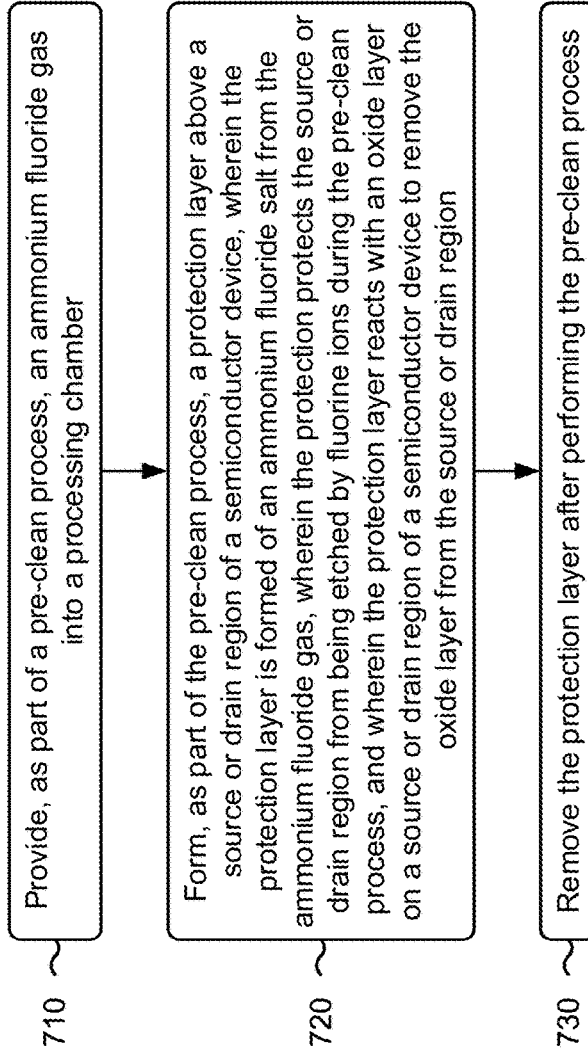 710
Provide, as part of a pre-clean process, an ammonium fluoride gas
into a processing chamber
720
Form, as part of the pre-clean process, a protection layer above a
source or drain region of a semiconductor device, wherein the
protection layer is formed of an ammonium fluoride salt from the
ammonium fluoride gas, wherein the protection protects the source or
drain region from being etched by fluorine ions during the pre-clean
process, and wherein the protection layer reacts with an oxide layer
on a source or drain region of a semiconductor device to remove the
oxide layer from the source or drain region
730
Remove the protection layer after performing the pre-clean process